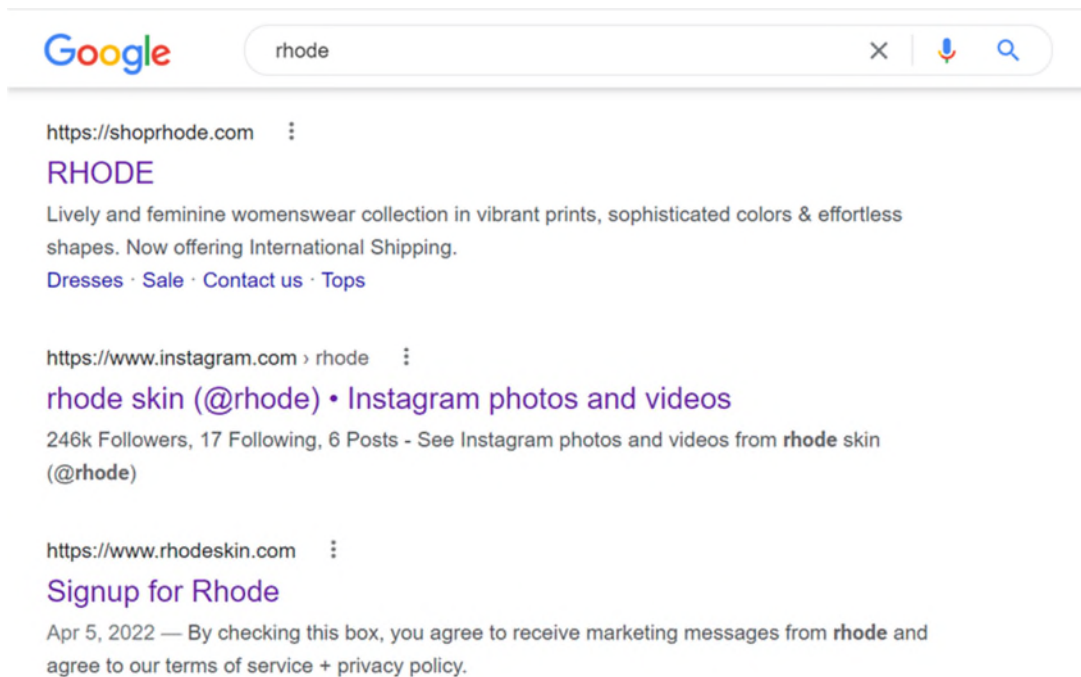 Google
rhode
https://shoprhode.com
RHODE
Lively and feminine womenswear collection in vibrant prints, sophisticated colors & effortless
shapes. Now offering International Shipping.
Dresses · Sale · Contact us · Tops
https://www.instagram.com › rhode
rhode skin (@rhode) • Instagram photos and videos
246k Followers, 17 Following, 6 Posts - See Instagram photos and videos from rhode skin
(@rhode)
https://www.rhodeskin.com
Signup for Rhode
Apr 5, 2022 — By checking this box, you agree to receive marketing messages from rhode and
agree to our terms of service + privacy policy.